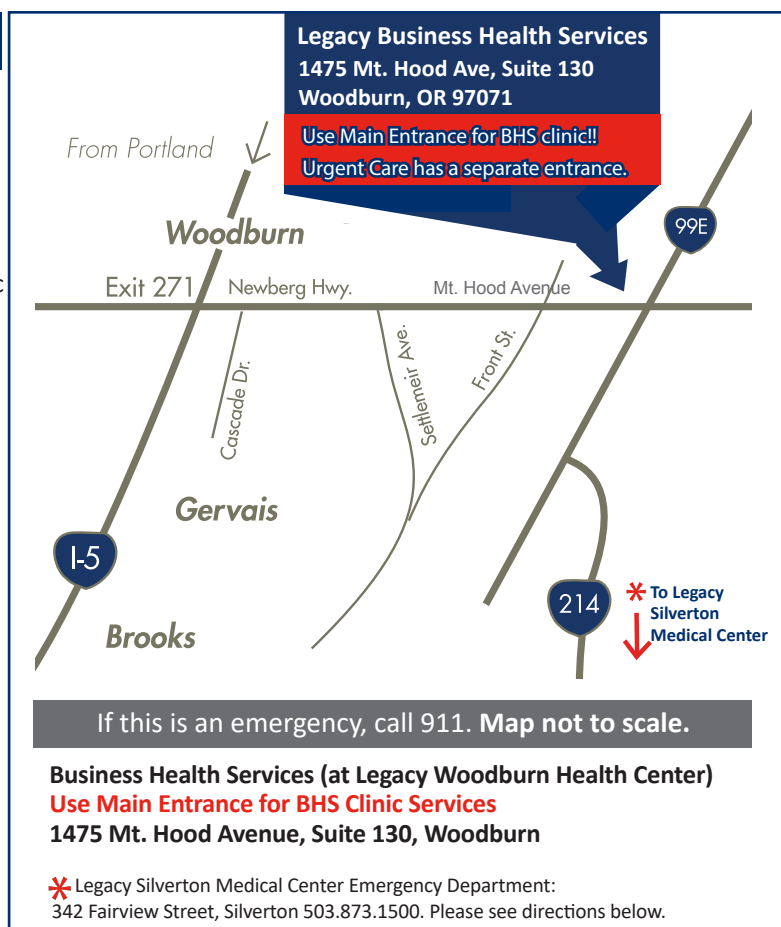 Legacy Business Health Services
1475 Mt. Hood Ave, Suite 130
Woodburn, OR 97071
Use Main Entrance for BHS clinic!!
Urgent Care has a separate entrance.
From Portland
99E
Woodburn
c
Exit 271
Newberg Hwy.
Mt. Hood Avenue
Cascade Dr.
Settlemeir Ave.
Front St.
Gervais
I-5
214
* To Legacy
Silverton
Medical Center
Brooks
If this is an emergency, call 911. Map not to scale.
Business Health Services (at Legacy Woodburn Health Center)
Use Main Entrance for BHS Clinic Services
1475 Mt. Hood Avenue, Suite 130, Woodburn
* Legacy Silverton Medical Center Emergency Department:
342 Fairview Street, Silverton 503.873.1500. Please see directions below.